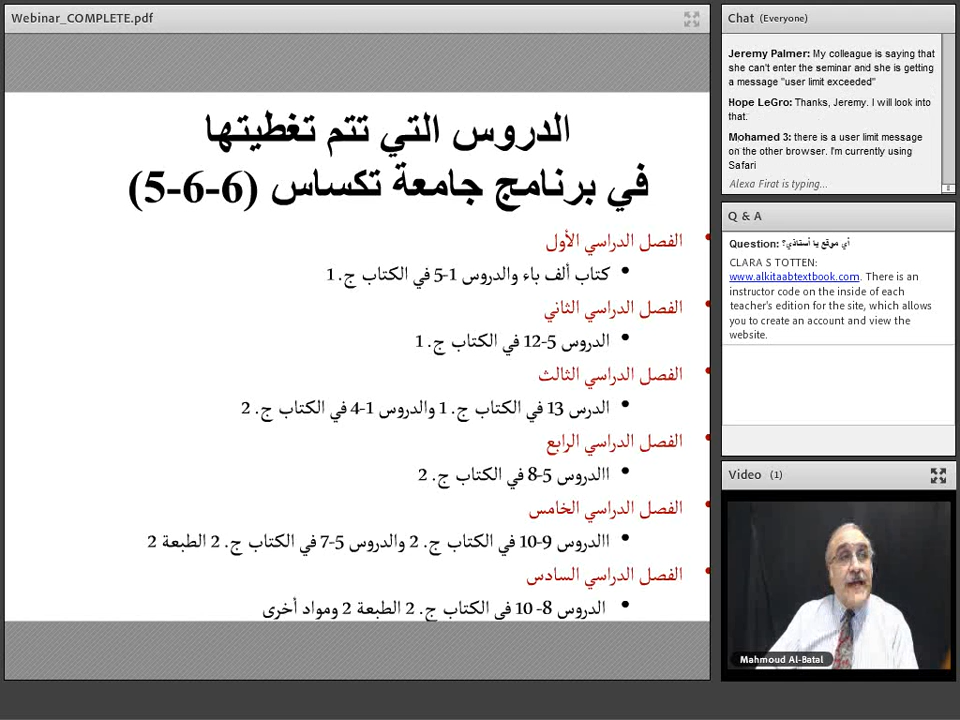 Webinar_COMPLETE.pdf
الدروس التي تتم تغطيتها
في برنامج جامعة تكساس (6-6-5)
• الفصل الدراسي الأول
• كتاب ألف باء والدروس 1-5 في الكتاب ج. 1
• الفصل الدراسي الثاني
• الدروس 5-12 في الكتاب ج. 1
• الفصل الدراسي الثالث
• الدرس 13 في الكتاب ج. 1 والدروس 1-4 في الكتاب ج. 2
• الفصل الدراسي الرابع
• االدروس 5-8 في الكتاب ج. 2
• الفصل الدراسي الخامس
• االدروس 9-10 في الكتاب ج. 2 والدروس 5-7 في الكتاب ج. 2 الطبعة 2
• الفصل الدراسي السادس
• الدروس 8- 10 في الكتاب ج. 2 الطبعة 2 ومواد أخرى
Chat (Everyone)
Jeremy Palmer: My colleague is saying that
she can't enter the seminar and she is getting
a message "user limit exceeded"
Hope LeGro: Thanks, Jeremy. I will look into
that.
Mohamed 3: there is a user limit message
on the other browser. I'm currently using
Safari
Alexa Firat is typing...
Q & A
Question: أي موقع يا أستاذي؟
CLARA S TOTTEN:
www.alkitaabtextbook.com. There is an
instructor code on the inside of each
teacher's edition for the site, which allows
you to create an account and view the
website.
Video (1)
Mahmoud Al-Batal